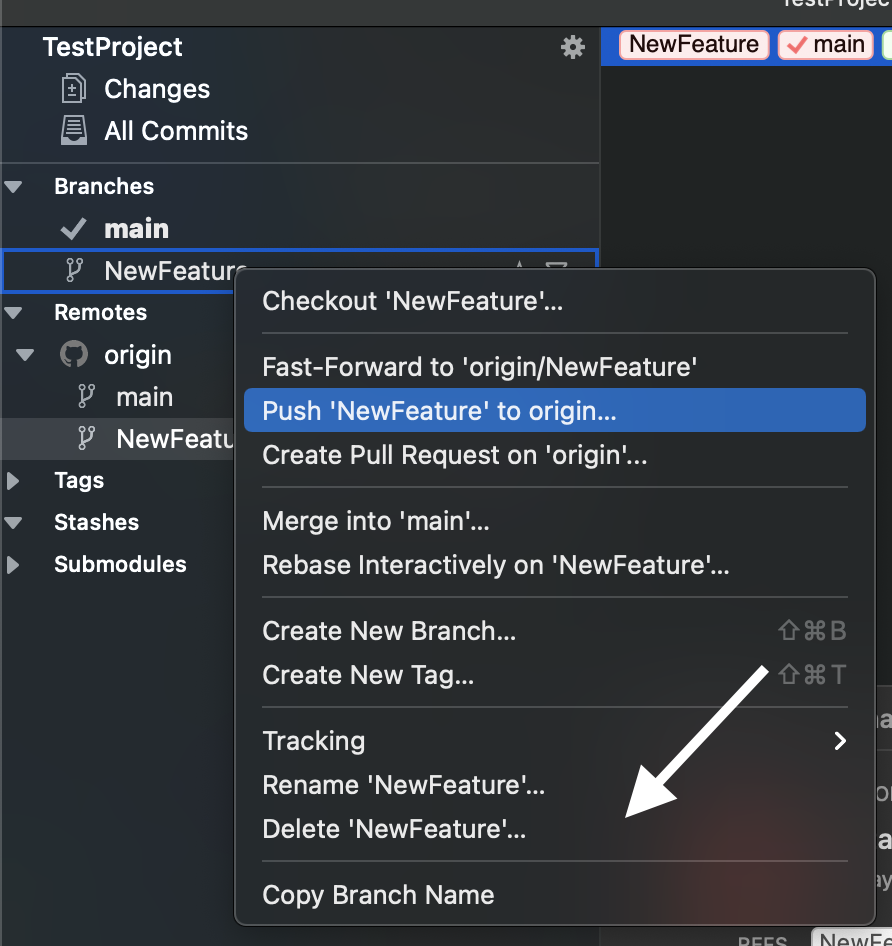 TestProject
NewFeature
main
Changes
All Commits
Branches
main
NewFeature
Remotes
origin
main
NewFeatu
Tags
Stashes
Submodules
Checkout 'NewFeature'...
Fast-Forward to 'origin/NewFeature'
Push 'NewFeature' to origin...
Create Pull Request on 'origin'...
Merge into 'main'...
Rebase Interactively on 'NewFeature'...
Create New Branch... ⇧⌘B
Create New Tag... ⇧⌘T
Tracking
Rename 'NewFeature'...
Delete 'NewFeature'...
Copy Branch Name
REFS NewFe